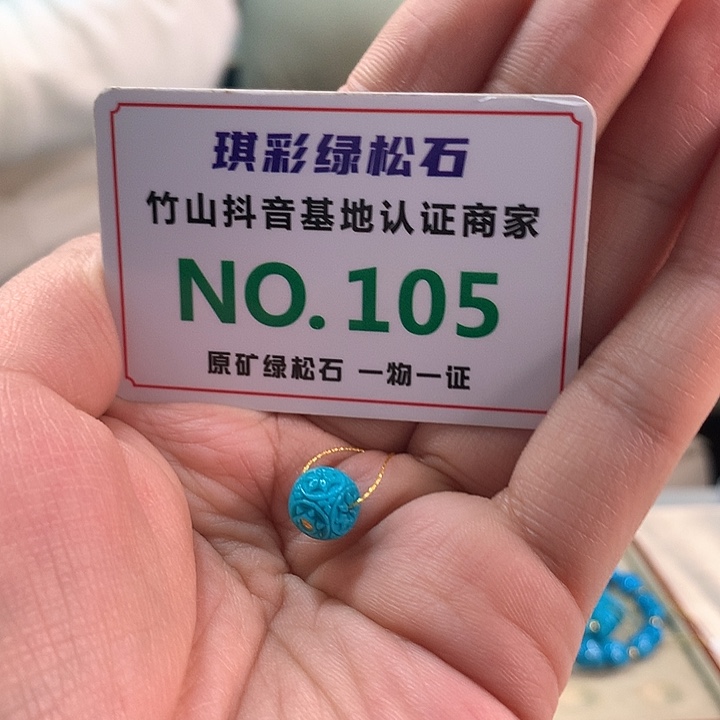 琪彩绿松石
竹山抖音基地认证商家
NO.105
原矿绿松石 一物一证